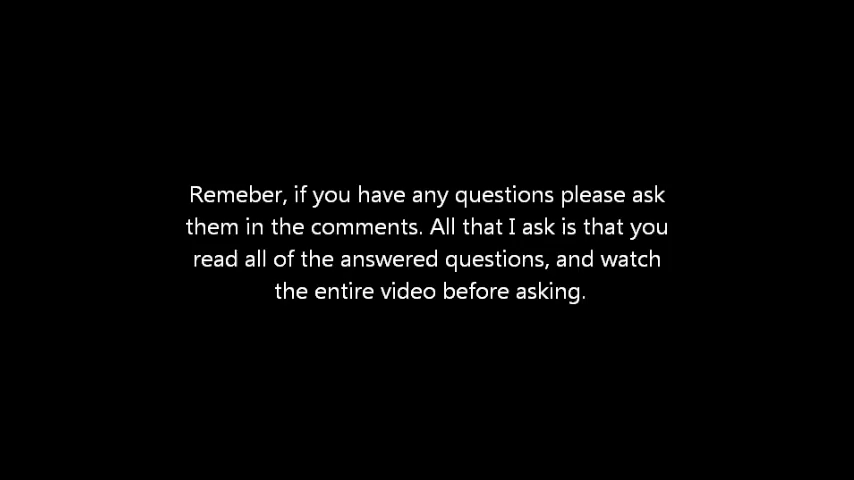 Remeber, if you have any questions please ask
them in the comments. All that I ask is that you
read all of the answered questions, and watch
the entire video before asking.